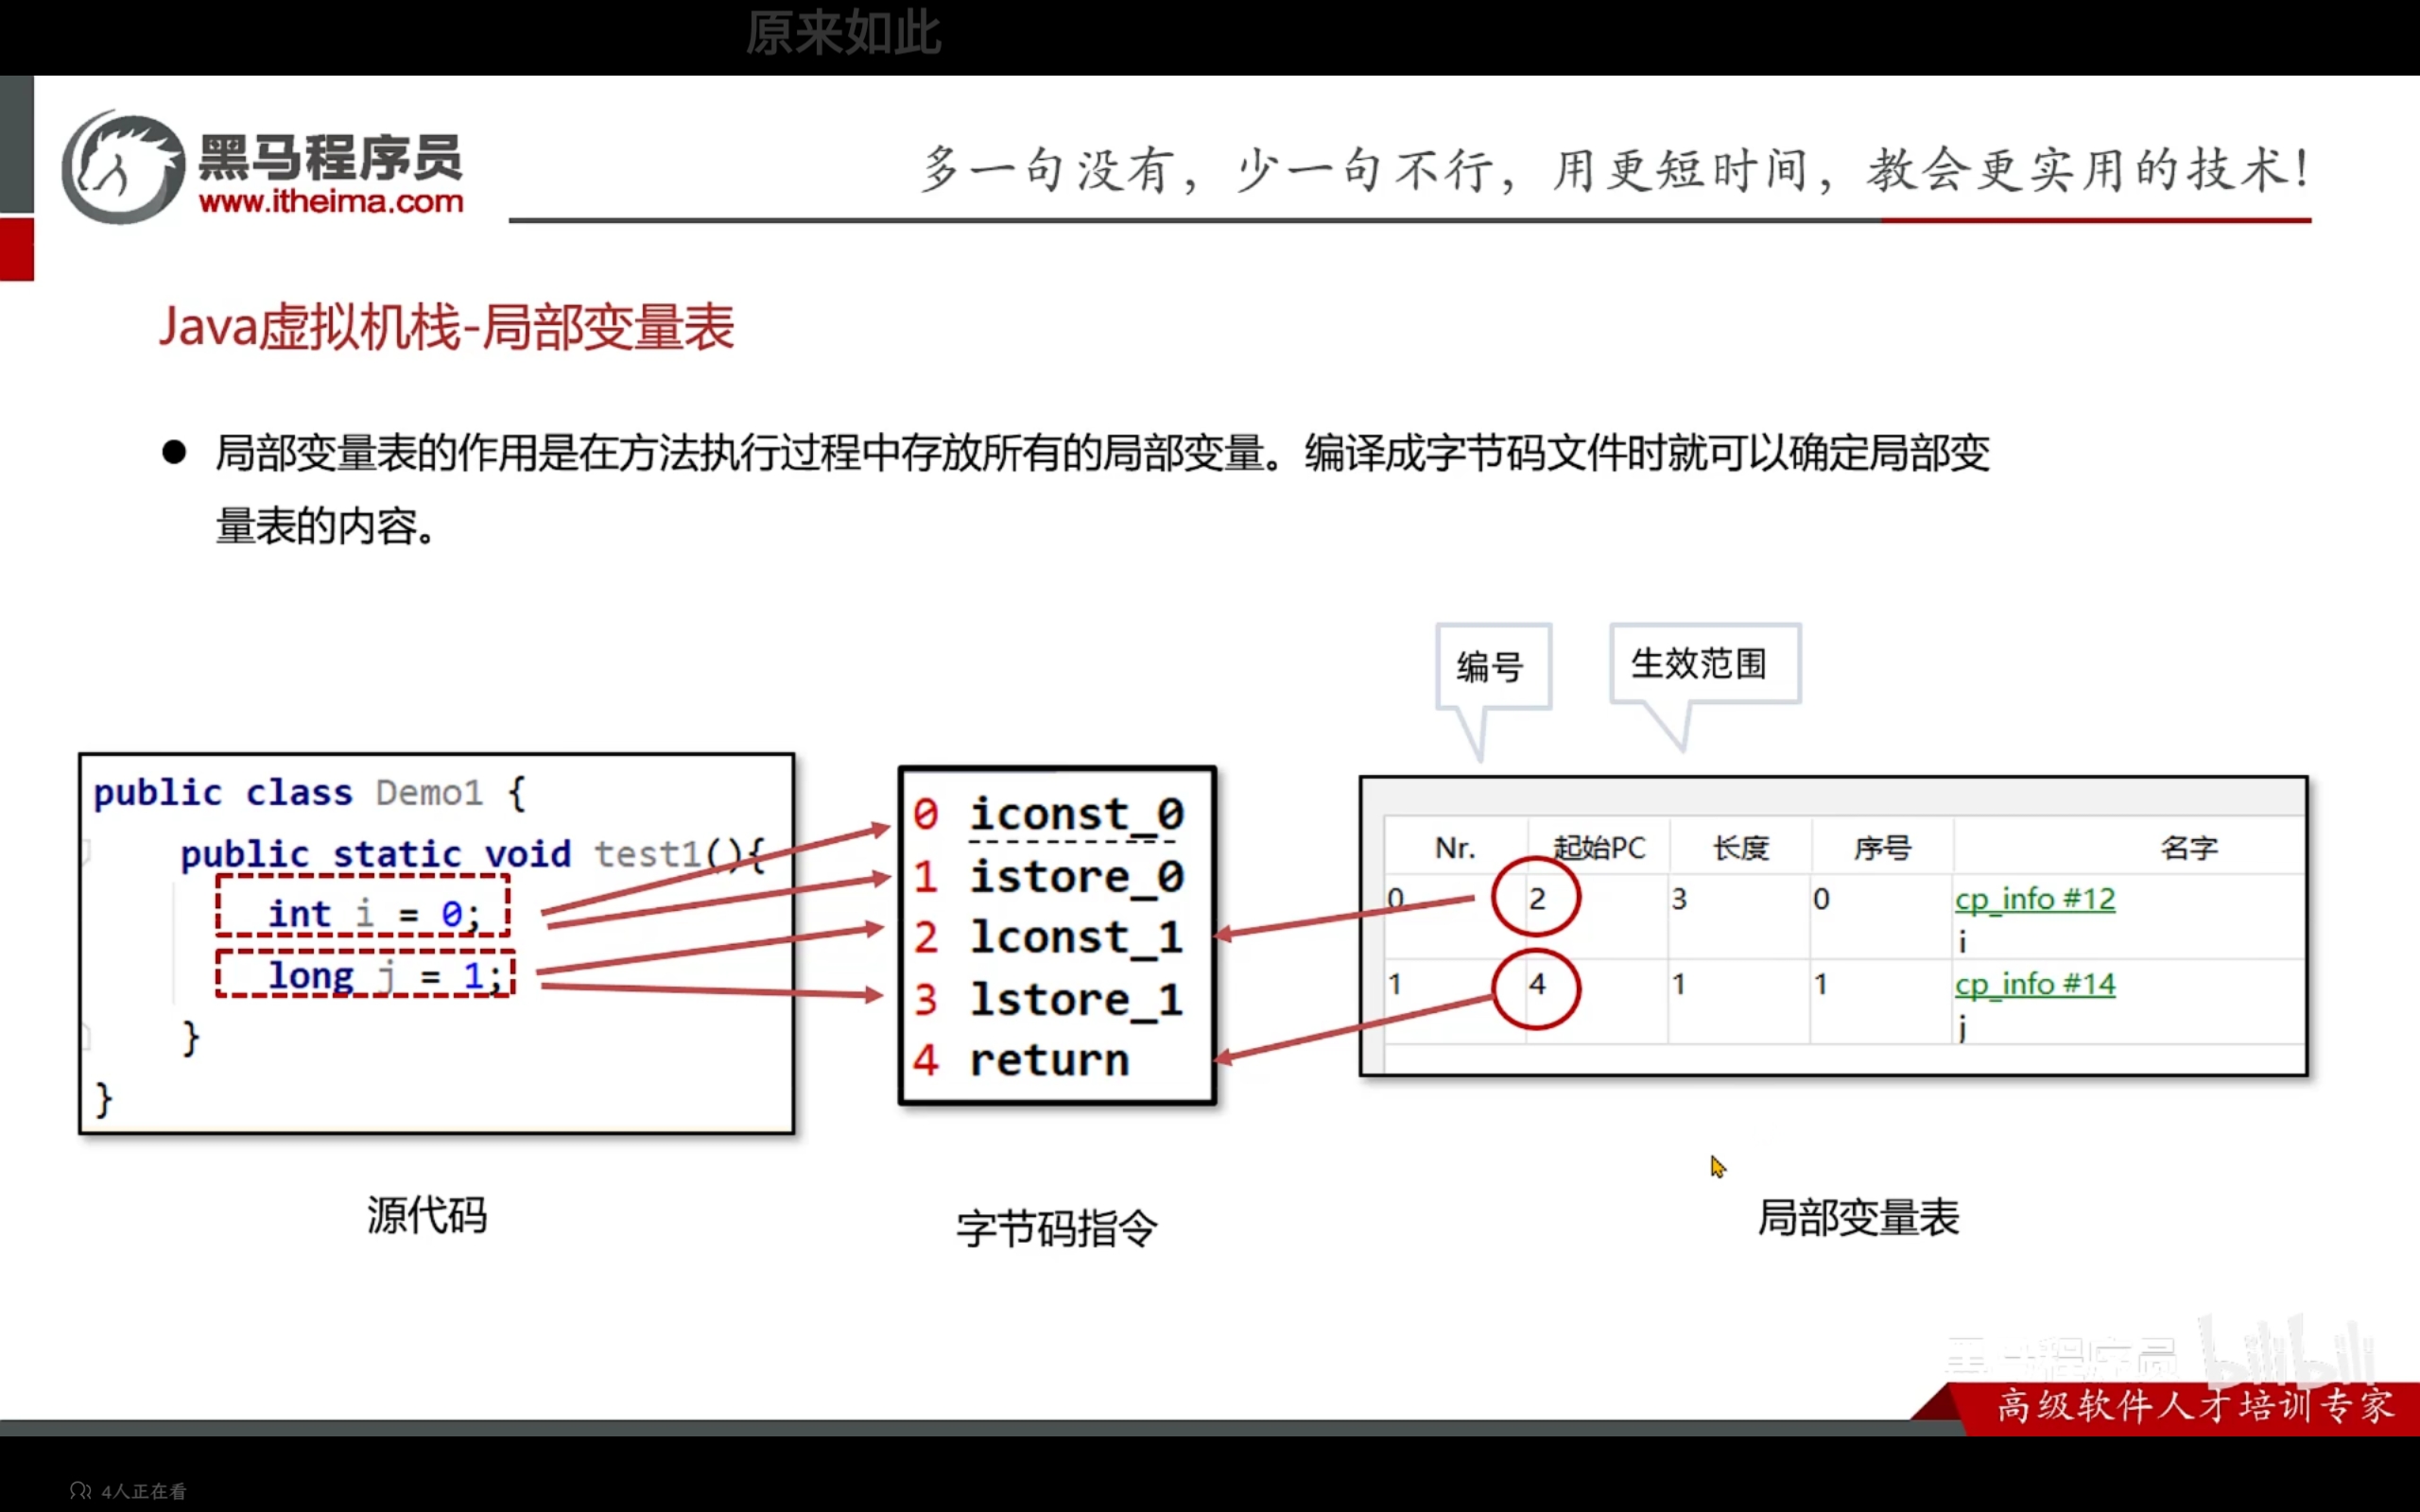 原来如此
黑马程序员
www.itheima.com
多一句没有，少一句不行，用更短时间，教会更实用的技术！
Java虚拟机栈-局部变量表
● 局部变量表的作用是在方法执行过程中存放所有的局部变量。编译成字节码文件时就可以确定局部变
量表的内容。
编号
生效范围
public class Demo1 {
public static void test1(){
int i = 0;
long j = 1;
}
}
0 iconst_0
1 istore_0
2 lconst_1
3 lstore_1
4 return
Nr. 起始PC 长度 序号 名字
0 2 3 0 cp_info #12
i
1 4 1 1 cp_info #14
j
源代码
字节码指令
局部变量表
黑马程序员 bilibili
高级软件人才培训专家
4人正在看